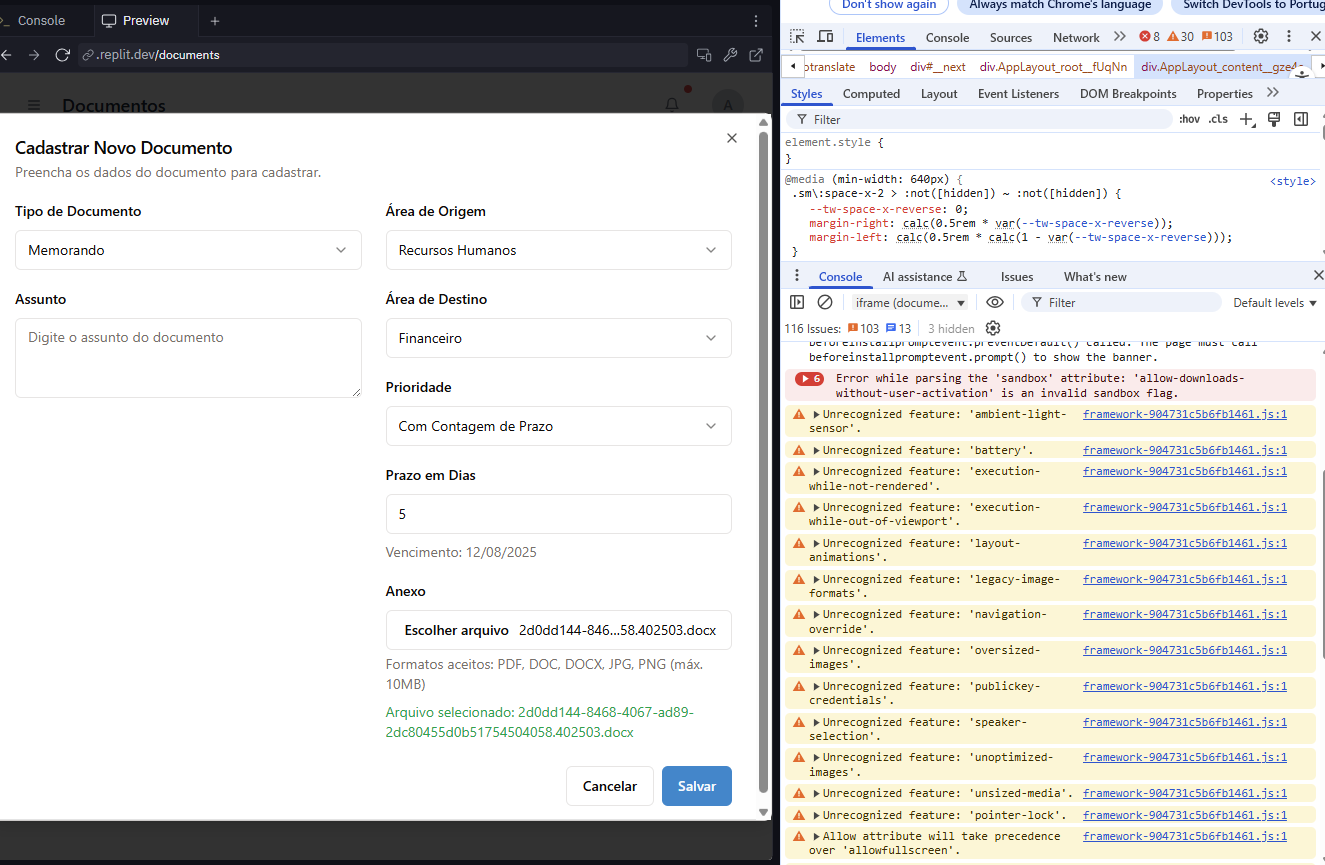 Console
Preview
.replit.dev/documents
Documentos
A
Cadastrar Novo Documento
Preencha os dados do documento para cadastrar.
Tipo de Documento
Memorando
Assunto
Digite o assunto do documento
Área de Origem
Recursos Humanos
Área de Destino
Financeiro
Prioridade
Com Contagem de Prazo
Prazo em Dias
5
Vencimento: 12/08/2025
Anexo
Escolher arquivo 2d0dd144-846...58.402503.docx
Formatos aceitos: PDF, DOC, DOCX, JPG, PNG (máx.
10MB)
Arquivo selecionado: 2d0dd144-8468-4067-ad89-
2dc80455d0b51754504058.402503.docx
Cancelar
Salvar
Don't show again
Always match Chrome's language
Switch DevTools to Portug
Elements
Console
Sources
Network
8
30
103
otranslate
body
div#__next
div.AppLayout_root__fUqNn
div.AppLayout_content__gze4
Styles
Computed
Layout
Event Listeners
DOM Breakpoints
Properties
Filter
:hov
.cls
element.style {
}
@media (min-width: 640px) {
<style>
.sm\:space-x-2 > :not([hidden]) ~ :not([hidden]) {
--tw-space-x-reverse: 0;
margin-right: calc(0.5rem * var(--tw-space-x-reverse));
margin-left: calc(0.5rem * calc(1 - var(--tw-space-x-reverse)));
}
Console
AI assistance
Issues
What's new
iframe (docume...
Filter
Default levels
116 Issues:
103
13
3 hidden
beforeinstallpromptevent.preventDefault() called. The page must call
beforeinstallpromptevent.prompt() to show the banner.
6
Error while parsing the 'sandbox' attribute: 'allow-downloads-
without-user-activation' is an invalid sandbox flag.
Unrecognized feature: 'ambient-light- framework-904731c5b6fb1461.js:1
sensor'.
Unrecognized feature: 'battery'. framework-904731c5b6fb1461.js:1
Unrecognized feature: 'execution- framework-904731c5b6fb1461.js:1
while-not-rendered'.
Unrecognized feature: 'execution- framework-904731c5b6fb1461.js:1
while-out-of-viewport'.
Unrecognized feature: 'layout- framework-904731c5b6fb1461.js:1
animations'.
Unrecognized feature: 'legacy-image- framework-904731c5b6fb1461.js:1
formats'.
Unrecognized feature: 'navigation- framework-904731c5b6fb1461.js:1
override'.
Unrecognized feature: 'oversized- framework-904731c5b6fb1461.js:1
images'.
Unrecognized feature: 'publickey- framework-904731c5b6fb1461.js:1
credentials'.
Unrecognized feature: 'speaker- framework-904731c5b6fb1461.js:1
selection'.
Unrecognized feature: 'unoptimized- framework-904731c5b6fb1461.js:1
images'.
Unrecognized feature: 'unsized-media'. framework-904731c5b6fb1461.js:1
Unrecognized feature: 'pointer-lock'. framework-904731c5b6fb1461.js:1
Allow attribute will take precedence framework-904731c5b6fb1461.js:1
over 'allowfullscreen'.